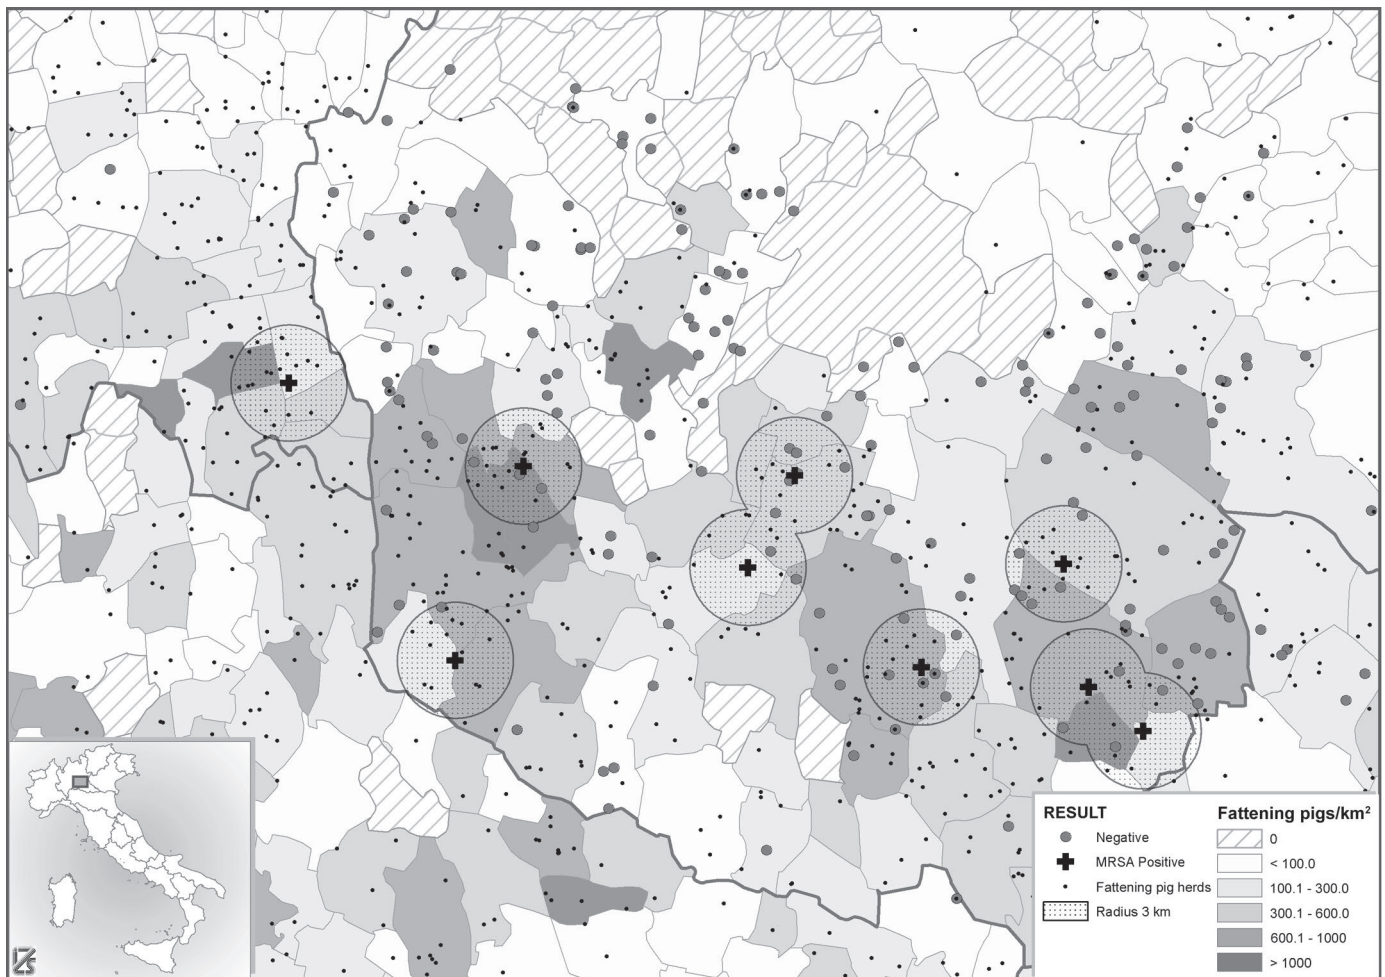 RESULT
Negative
MRSA Positive
Fattening pig herds
Radius 3 km
Fattening pigs/km²
0
< 100.0
100.1 - 300.0
300.1 - 600.0
600.1 - 1000
> 1000